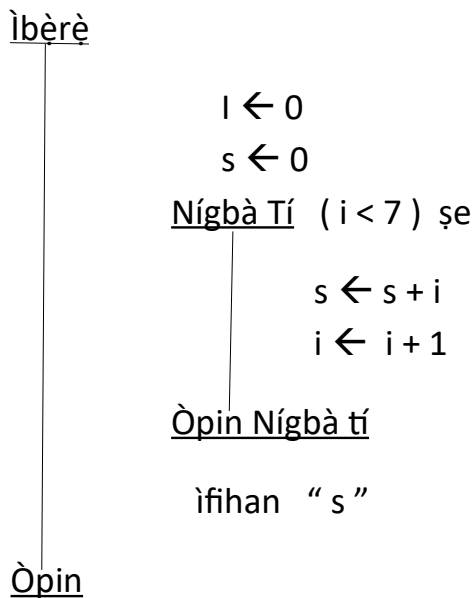 Ìbẹ̀rẹ̀
I ← 0
s ← 0
Nígbà Tí ( i < 7 ) ṣe
s ← s + i
i ← i + 1
Òpin Nígbà tí
ìfihan “ s ”
Òpin